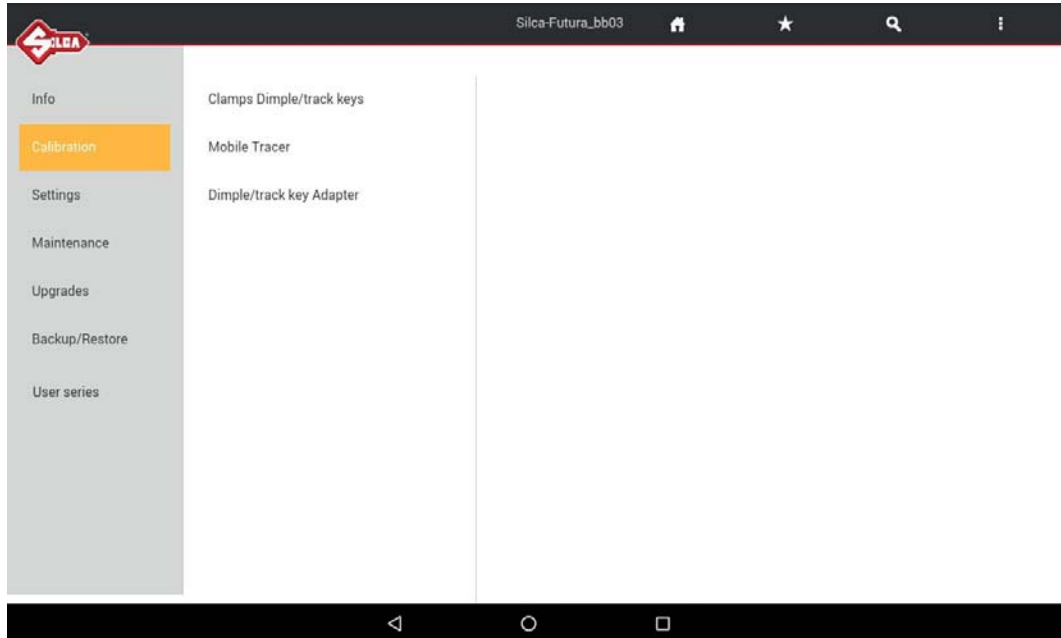 SILCA
Silca-Futura_bb03
Info
Calibration
Settings
Maintenance
Upgrades
Backup/Restore
User series
Clamps Dimple/track keys
Mobile Tracer
Dimple/track key Adapter